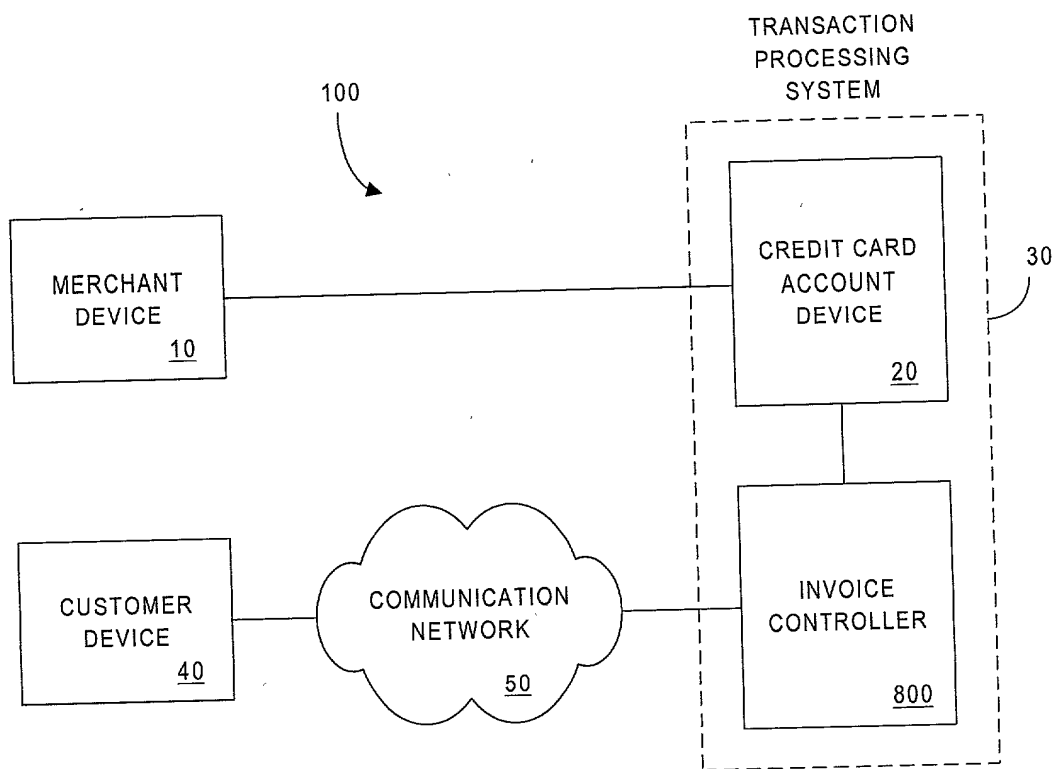 TRANSACTION
PROCESSING
SYSTEM
100
MERCHANT
DEVICE
10
CREDIT CARD
ACCOUNT
DEVICE
20
30
CUSTOMER
DEVICE
40
COMMUNICATION
NETWORK
50
INVOICE
CONTROLLER
800